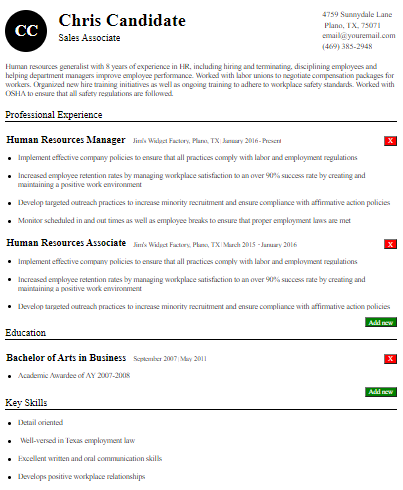 CC
Chris Candidate
Sales Associate
4759 Sunnydale Lane
Plano, TX, 75071
email@youremail.com
(469) 385-2948
Human resources generalist with 8 years of experience in HR, including hiring and terminating, disciplining employees and
helping department managers improve employee performance. Worked with labor unions to negotiate compensation packages for
workers. Organized new hire training initiatives as well as ongoing training to adhere to workplace safety standards. Worked with
OSHA to ensure that all safety regulations are followed.
Professional Experience
Human Resources Manager Jim's Widget Factory, Plano, TX: January 2016 - Present X
Implement effective company policies to ensure that all practices comply with labor and employment regulations
Increased employee retention rates by managing workplace satisfaction to an over 90% success rate by creating and
maintaining a positive work environment
Develop targeted outreach practices to increase minority recruitment and ensure compliance with affirmative action policies
Monitor scheduled in and out times as well as employee breaks to ensure that proper employment laws are met
Human Resources Associate Jim's Widget Factory, Plano, TX: March 2015 - January 2016 X
Implement effective company policies to ensure that all practices comply with labor and employment regulations
Increased employee retention rates by managing workplace satisfaction to an over 90% success rate by creating and
maintaining a positive work environment
Develop targeted outreach practices to increase minority recruitment and ensure compliance with affirmative action policies
Add new
Education
Bachelor of Arts in Business September 2007: May 2011 X
Academic Awardee of AY 2007-2008
Add new
Key Skills
Detail oriented
Well-versed in Texas employment law
Excellent written and oral communication skills
Develops positive workplace relationships